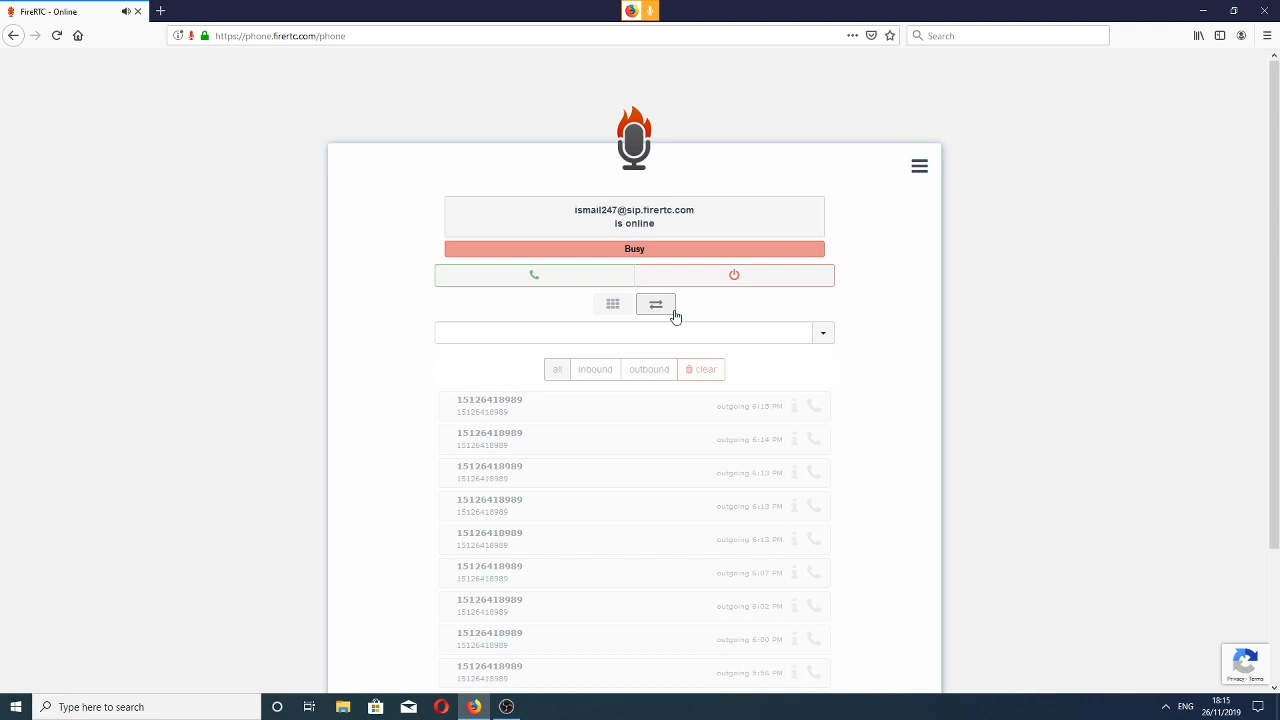 FireRTC - Online
https://phone.firertc.com/phone
Search
ismail247@sip.firertc.com
is online
Busy
all
inbound
outbound
clear
15126418989
15126418989
outgoing 6:15 PM
15126418989
15126418989
outgoing 6:14 PM
15126418989
15126418989
outgoing 6:13 PM
15126418989
15126418989
outgoing 6:13 PM
15126418989
15126418989
outgoing 6:13 PM
15126418989
15126418989
outgoing 6:07 PM
15126418989
15126418989
outgoing 6:02 PM
15126418989
15126418989
outgoing 6:00 PM
15126418989
15126418989
outgoing 5:56 PM
Privacy - Terms
Type here to search
ENG
18:15
26/11/2019